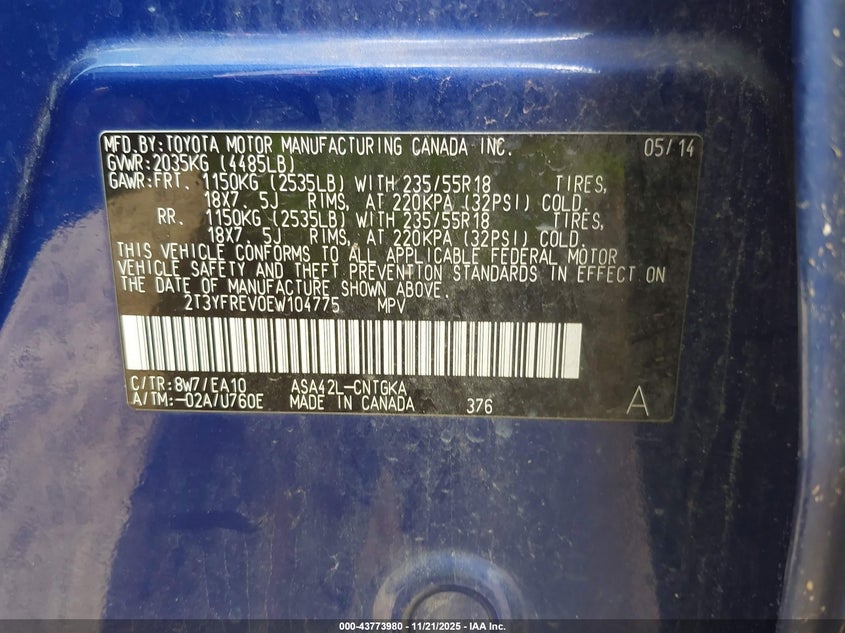 MFD.BY:TOYOTA MOTOR MANUFACTURING CANADA INC. 05/14
GVWR:2035KG (4485LB)
GAWR:FRT. 1150KG (2535LB) WITH 235/55R18 TIRES,
18X7. 5J RIMS, AT 220KPA (32PSI) COLD.
RR. 1150KG (2535LB) WITH 235/55R18 TIRES,
18X7. 5J RIMS, AT 220KPA (32PSI) COLD.
THIS VEHICLE CONFORMS TO ALL APPLICABLE FEDERAL MOTOR
VEHICLE SAFETY AND THEFT PREVENTION STANDARDS IN EFFECT ON
THE DATE OF MANUFACTURE SHOWN ABOVE.
2T3YFREV0EW104775 MPV
C/TR:8W7/EA10 ASA42L-CNTGKA
A/TM:-02A/U760E MADE IN CANADA 376 A
000-43773980 - 11/21/2025 - IAA Inc.